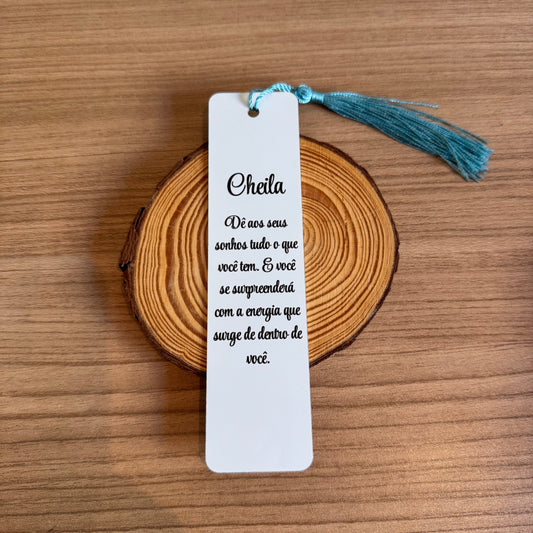 Cheila
Dê aos seus
sonhos tudo o que
você tem. E você
se surpreenderá
com a energia que
surge de dentro de
você.